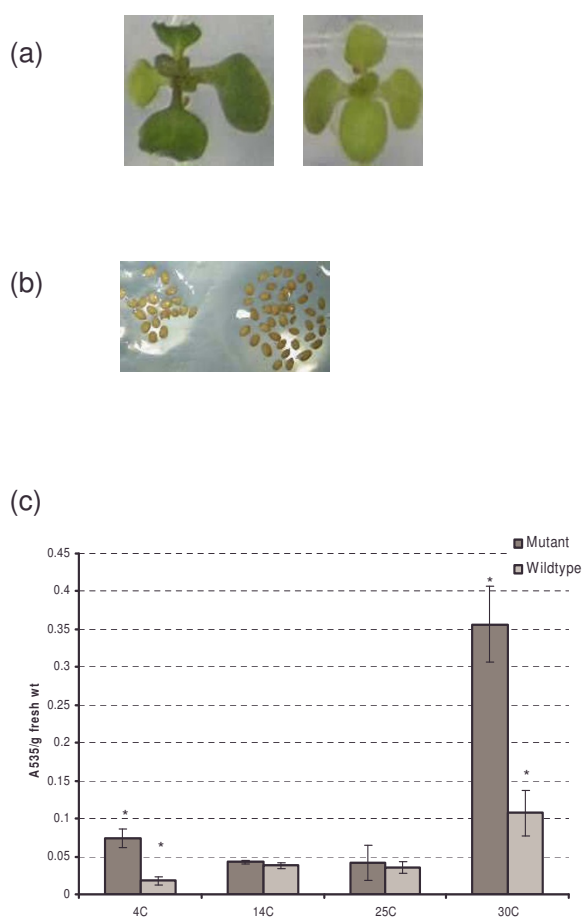 (a)
(b)
(c)
Mutant
Wildtype
A535/g fresh wt
0.45
0.4
0.35
0.3
0.25
0.2
0.15
0.1
0.05
0
*
*
*
*
4C
14C
25C
30C